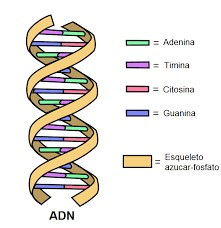 = Adenina
= Timina
= Citosina
= Guanina
= Esqueleto
azucar-fosfato
ADN